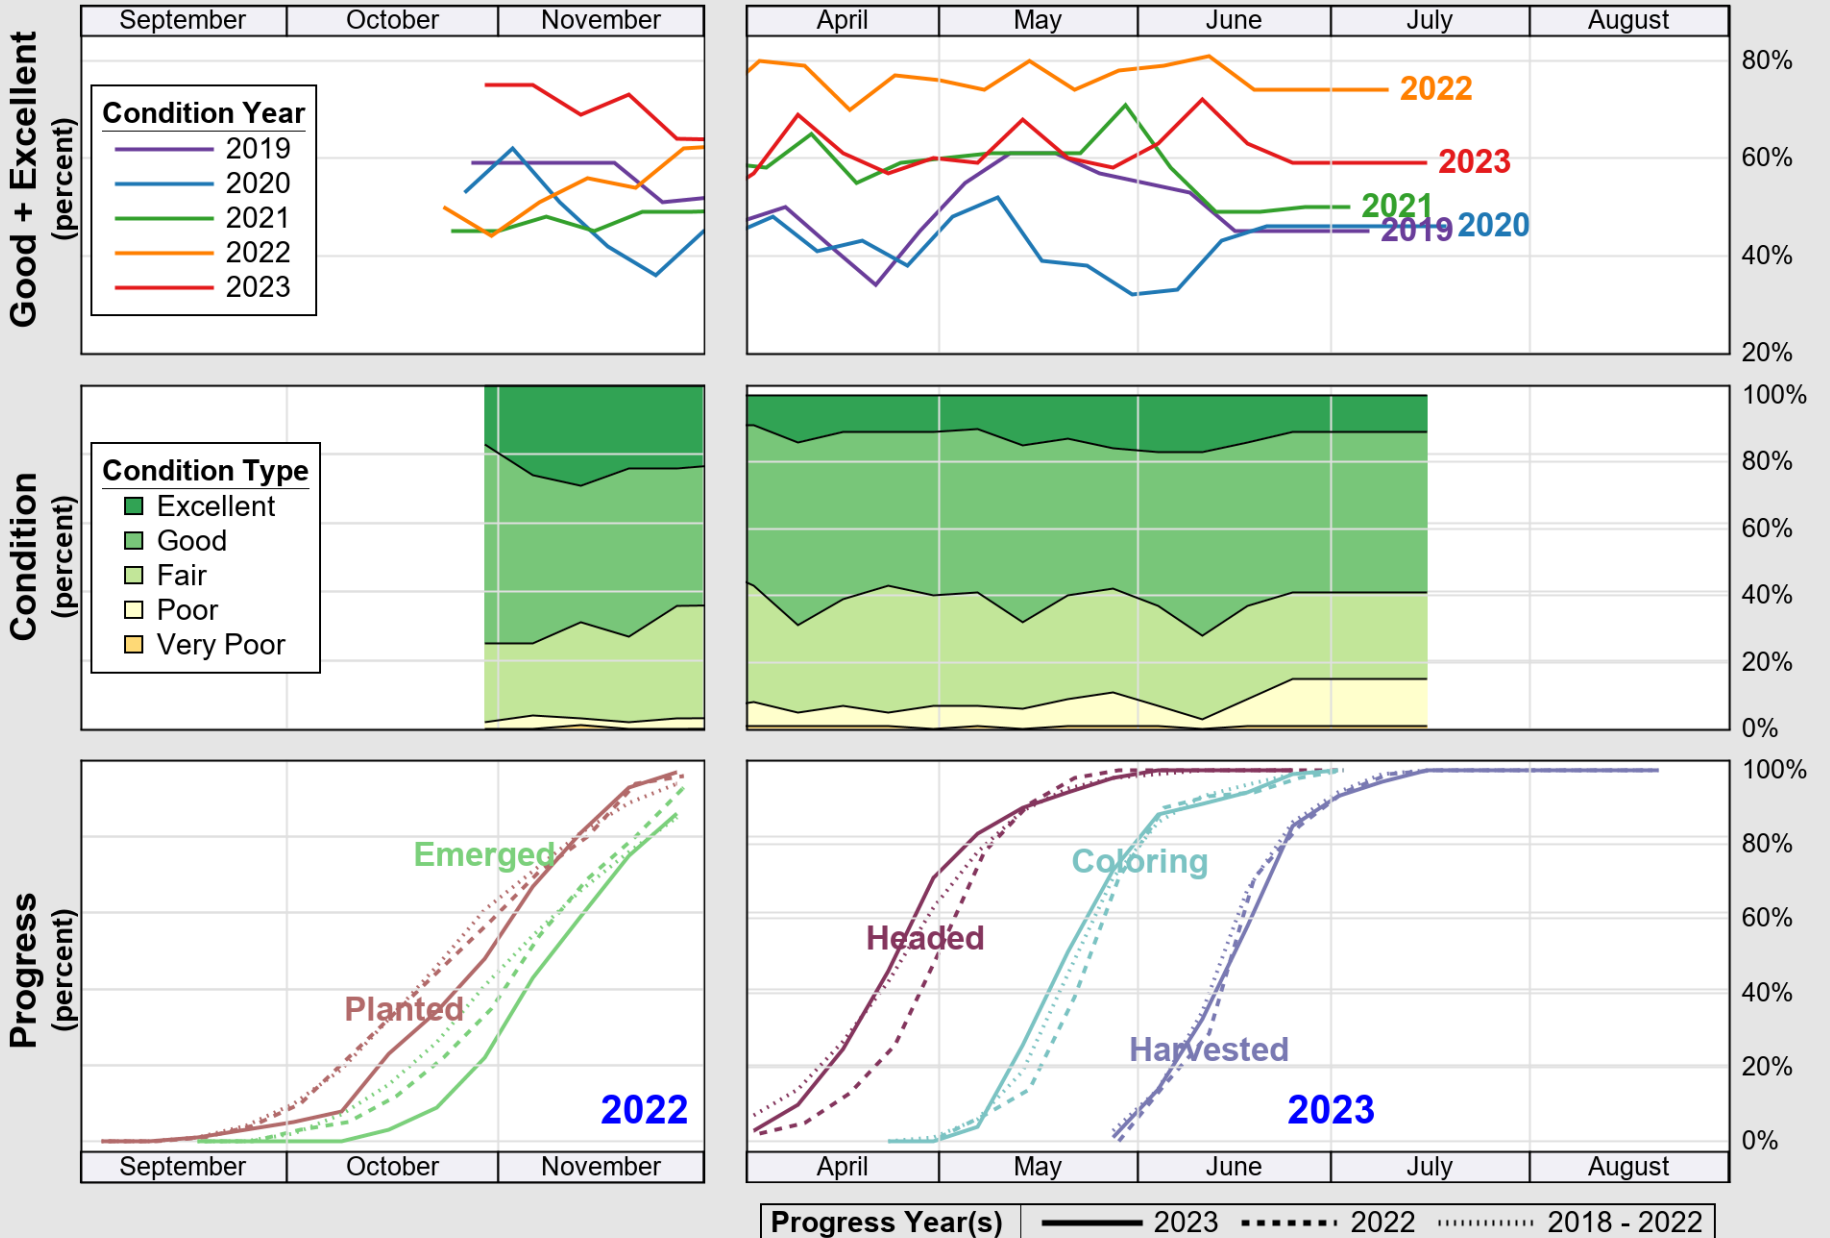 September October November April May June July August
Good + Excellent
(percent)
80%
60%
40%
20%
Condition Year
2019
2020
2021
2022
2023
2022
2023
2021
2019
2020
Condition
(percent)
100%
80%
60%
40%
20%
0%
Condition Type
Excellent
Good
Fair
Poor
Very Poor
Progress
(percent)
100%
80%
60%
40%
20%
0%
Emerged
Planted
2022
Coloring
Headed
Harvested
2023
September October November April May June July August
Progress Year(s) 2023 2022 2018 - 2022